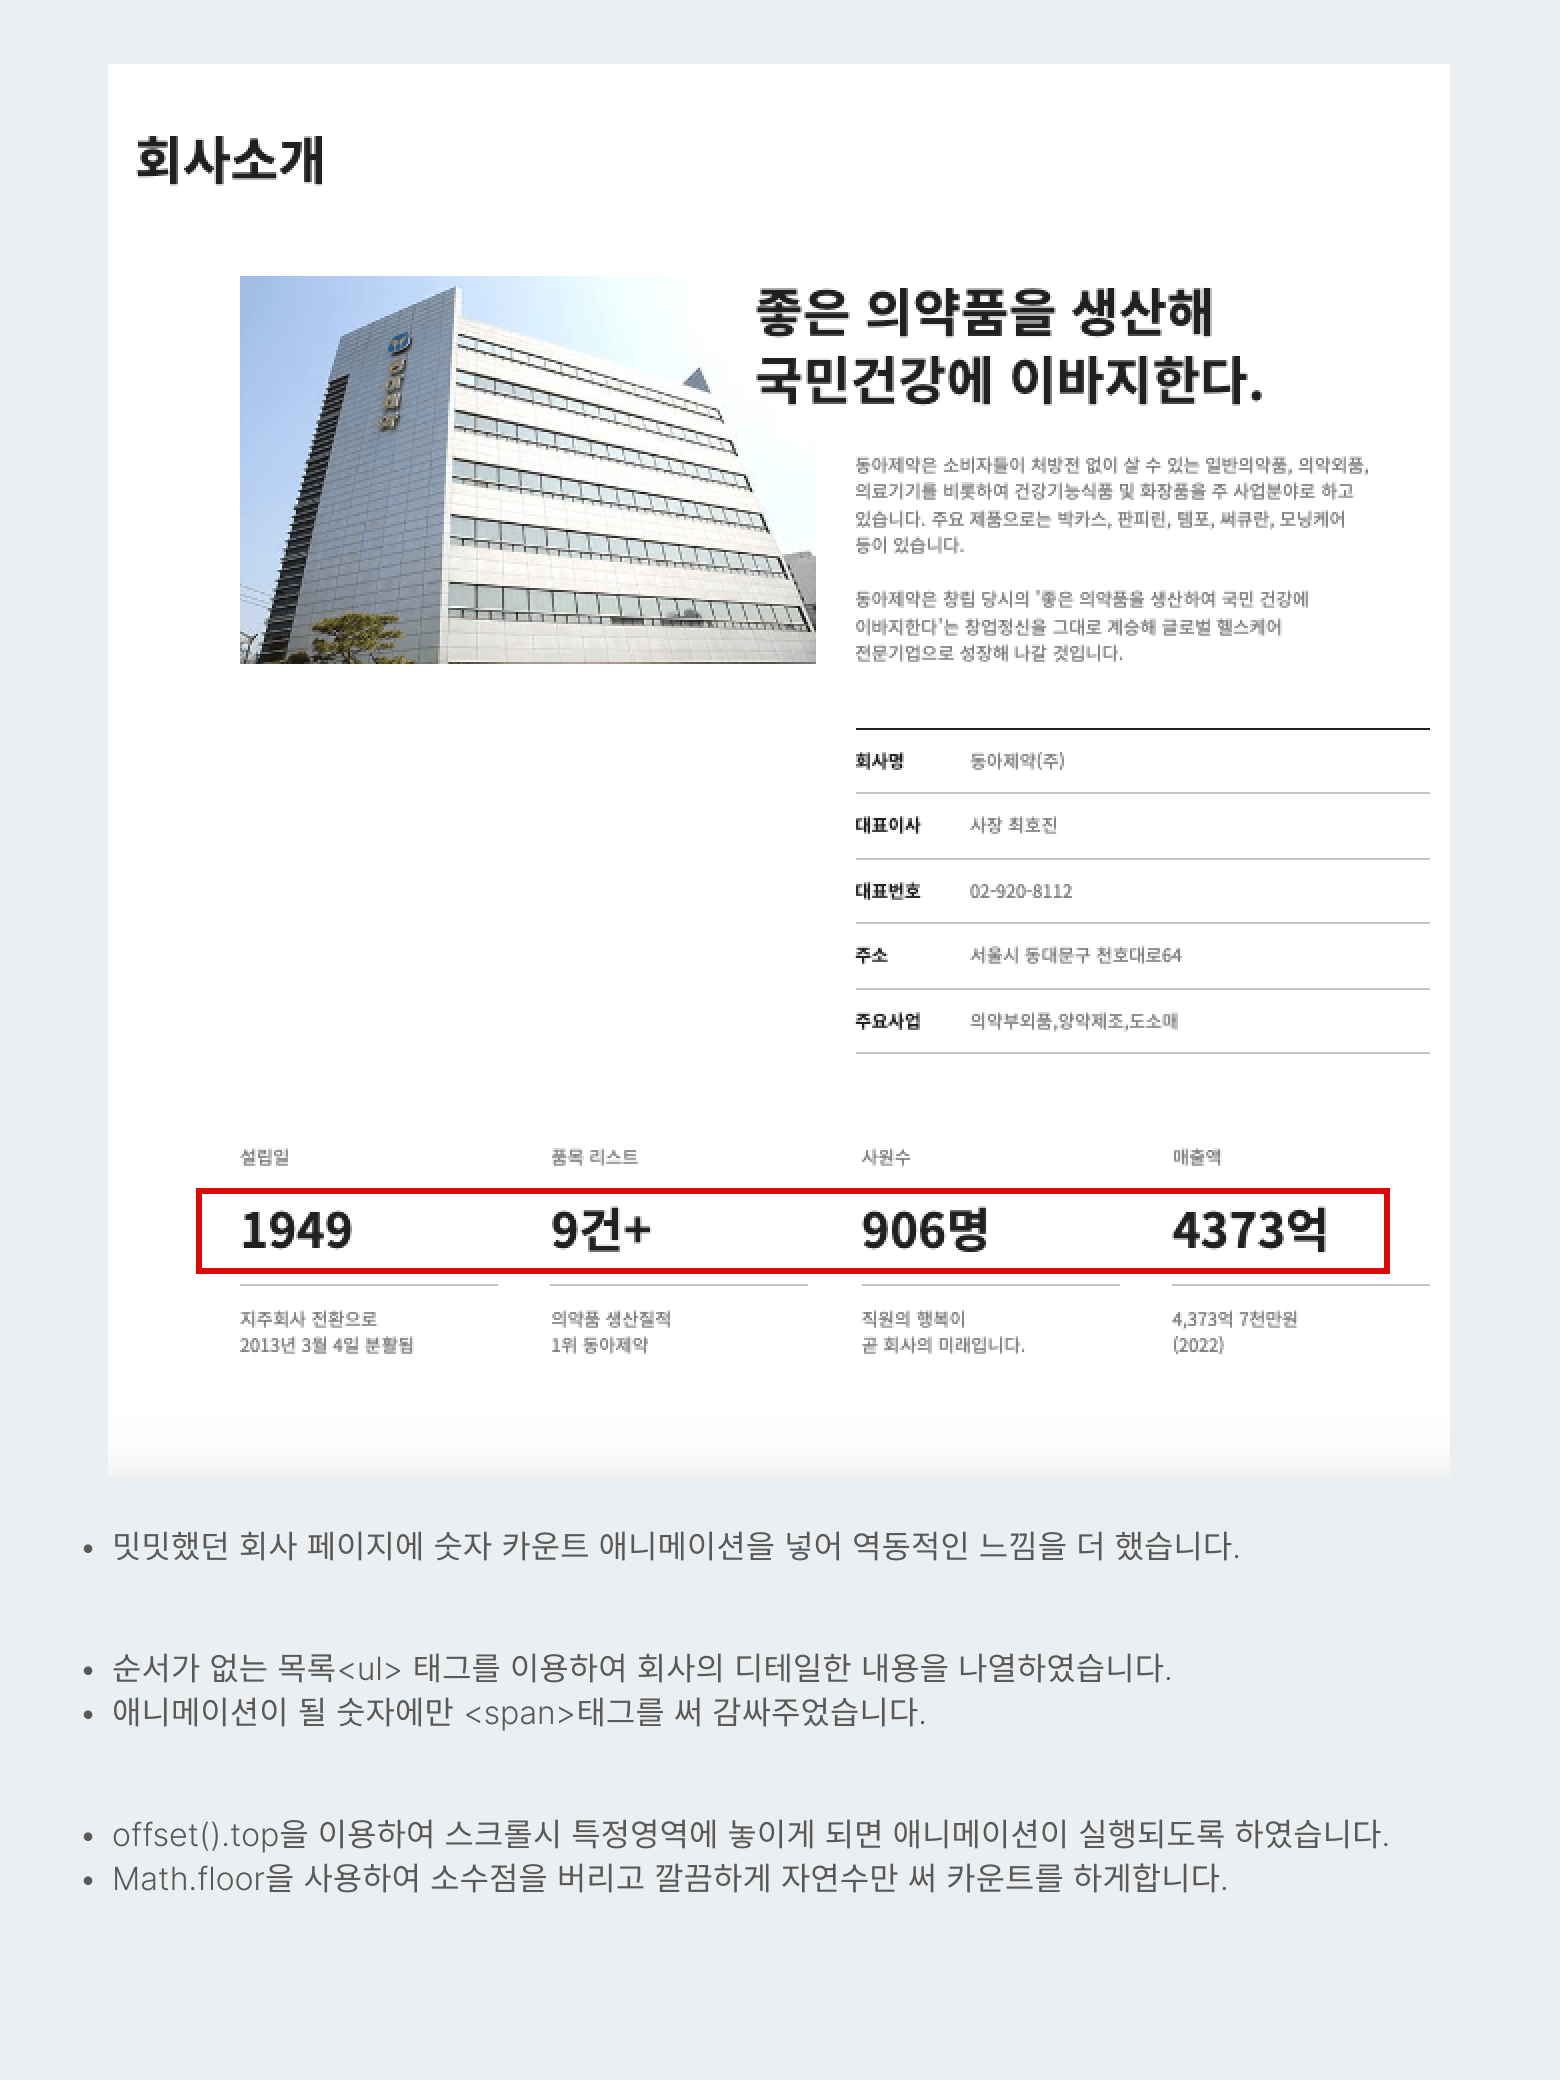 회사소개
좋은 의약품을 생산해
국민건강에 이바지한다.
동아제약은 소비자들이 처방전 없이 살 수 있는 일반의약품, 의약외품,
의료기기를 비롯하여 건강기능식품 및 화장품을 주 사업분야로 하고
있습니다. 주요 제품으로는 박카스, 판피린, 템포, 써큐란, 모닝케어
등이 있습니다.
동아제약은 창립 당시의 '좋은 의약품을 생산하여 국민 건강에
이바지한다'는 창업정신을 그대로 계승해 글로벌 헬스케어
전문기업으로 성장해 나갈 것입니다.
회사명 동아제약(주)
대표이사 사장 최호진
대표번호 02-920-8112
주소 서울시 동대문구 천호대로64
주요사업 의약부외품,양약제조,도소매
설립일 품목 리스트 사원수 매출액
1949 9건+ 906명 4373억
지주회사 전환으로 의약품 생산질적 직원의 행복이 4,373억 7천만원
2013년 3월 4일 분활됨 1위 동아제약 곧 회사의 미래입니다. (2022)
• 밋밋했던 회사 페이지에 숫자 카운트 애니메이션을 넣어 역동적인 느낌을 더 했습니다.
• 순서가 없는 목록<ul> 태그를 이용하여 회사의 디테일한 내용을 나열하였습니다.
• 애니메이션이 될 숫자에만 <span>태그를 써 감싸주었습니다.
• offset().top을 이용하여 스크롤시 특정영역에 놓이게 되면 애니메이션이 실행되도록 하였습니다.
• Math.floor을 사용하여 소수점을 버리고 깔끔하게 자연수만 써 카운트를 하게합니다.